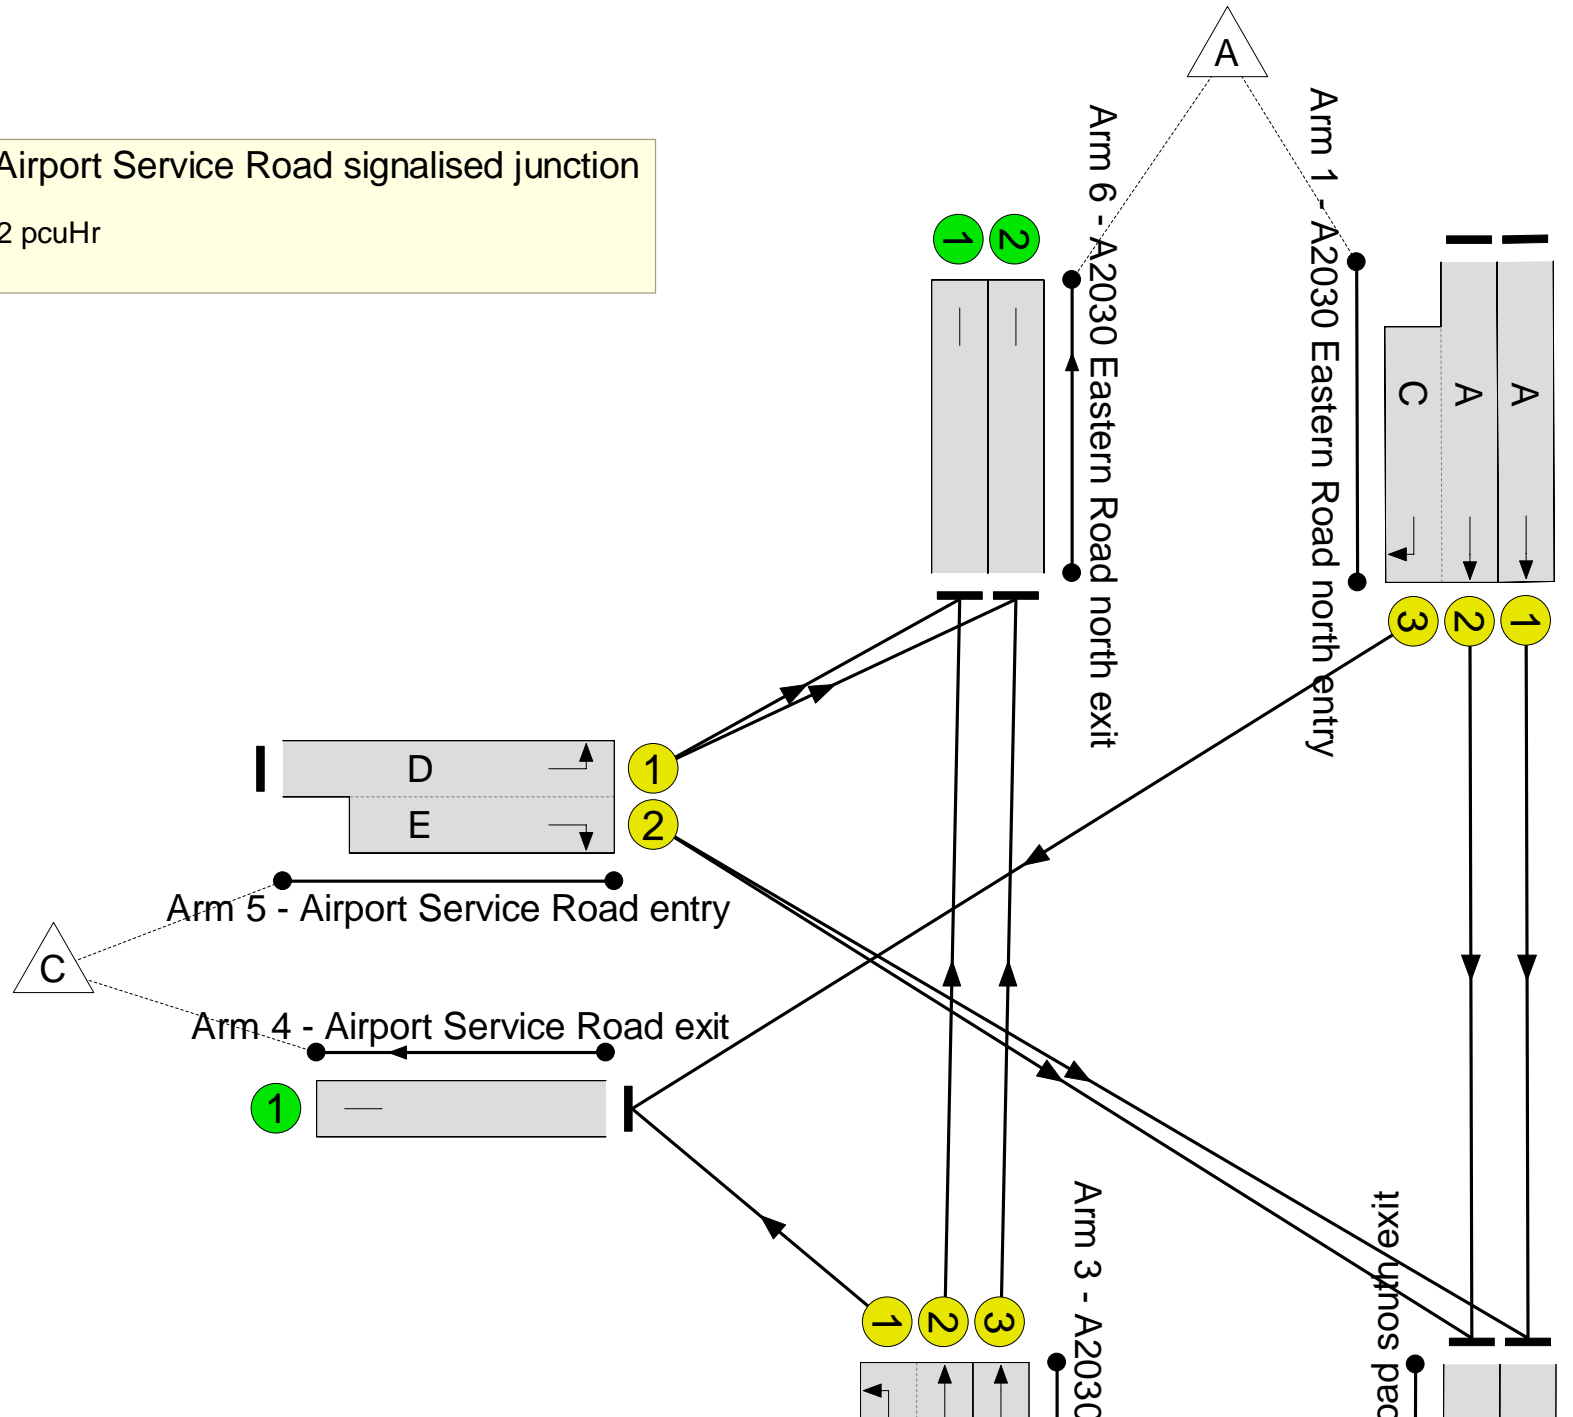 A
Airport Service Road signalised junction
2 pcuHr
Arm 6 - A2030 Eastern Road north exit
Arm 1 - A2030 Eastern Road north entry
1
2
C
A
A
3
2
1
D
1
E
2
Arm 5 - Airport Service Road entry
C
Arm 4 - Airport Service Road exit
1
Arm 3 - A2030
south exit
1
2
3